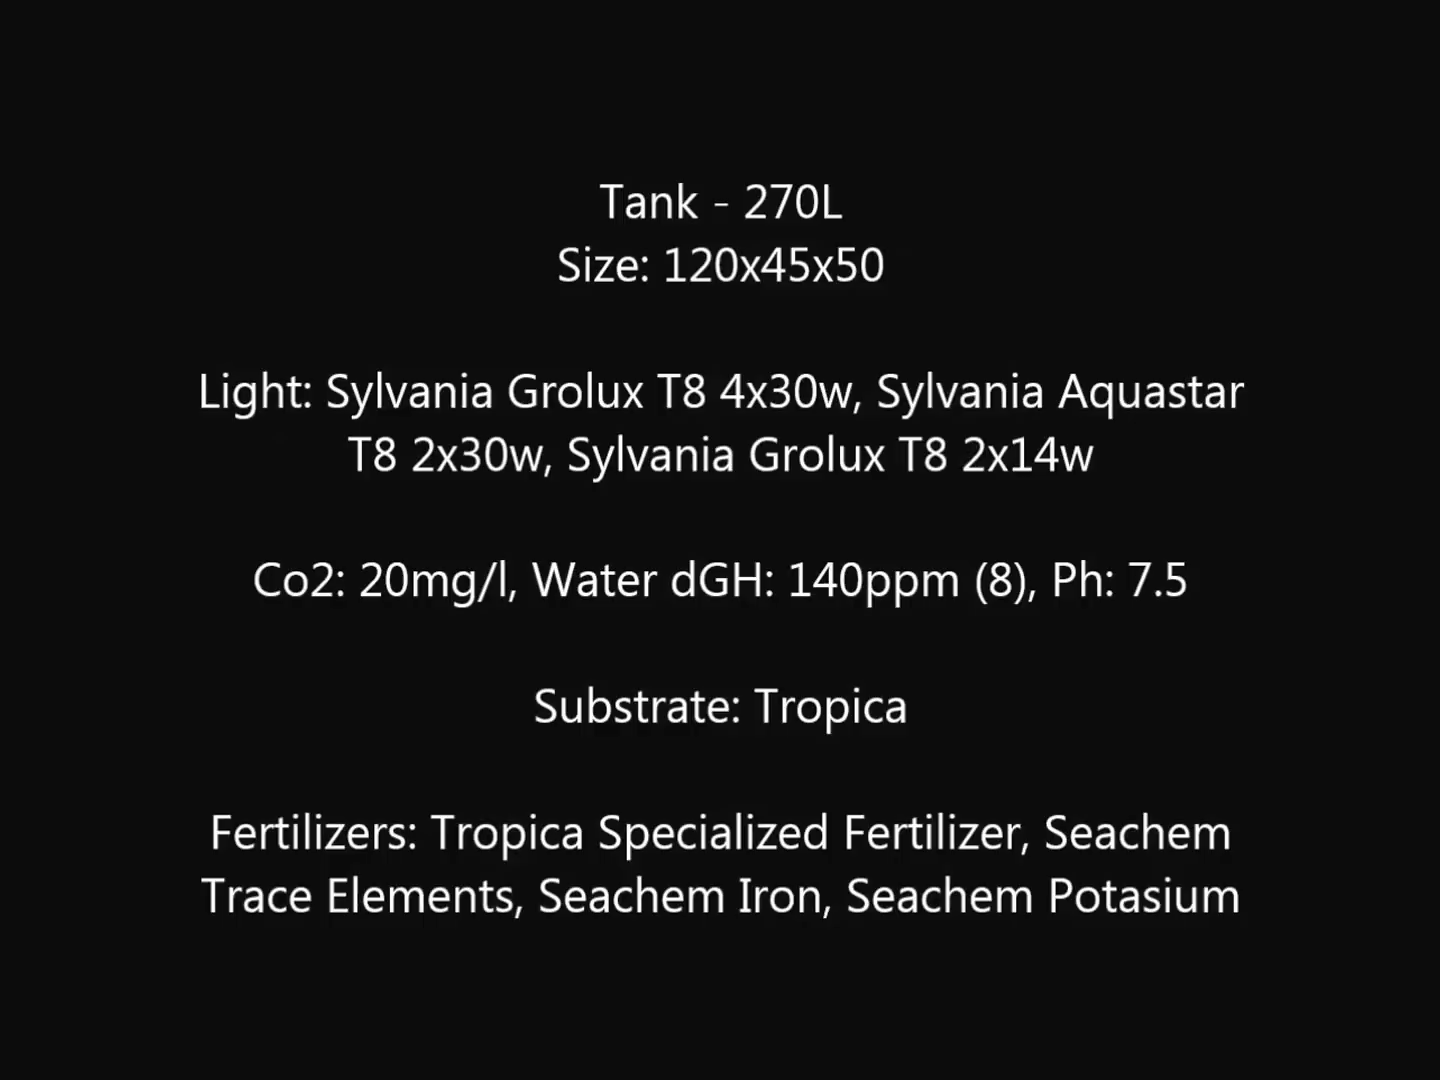 Tank - 270L
Size: 120x45x50
Light: Sylvania Grolux T8 4x30w, Sylvania Aquastar
T8 2x30w, Sylvania Grolux T8 2x14w
Co2: 20mg/l, Water dGH: 140ppm (8), Ph: 7.5
Substrate: Tropica
Fertilizers: Tropica Specialized Fertilizer, Seachem
Trace Elements, Seachem Iron, Seachem Potasium